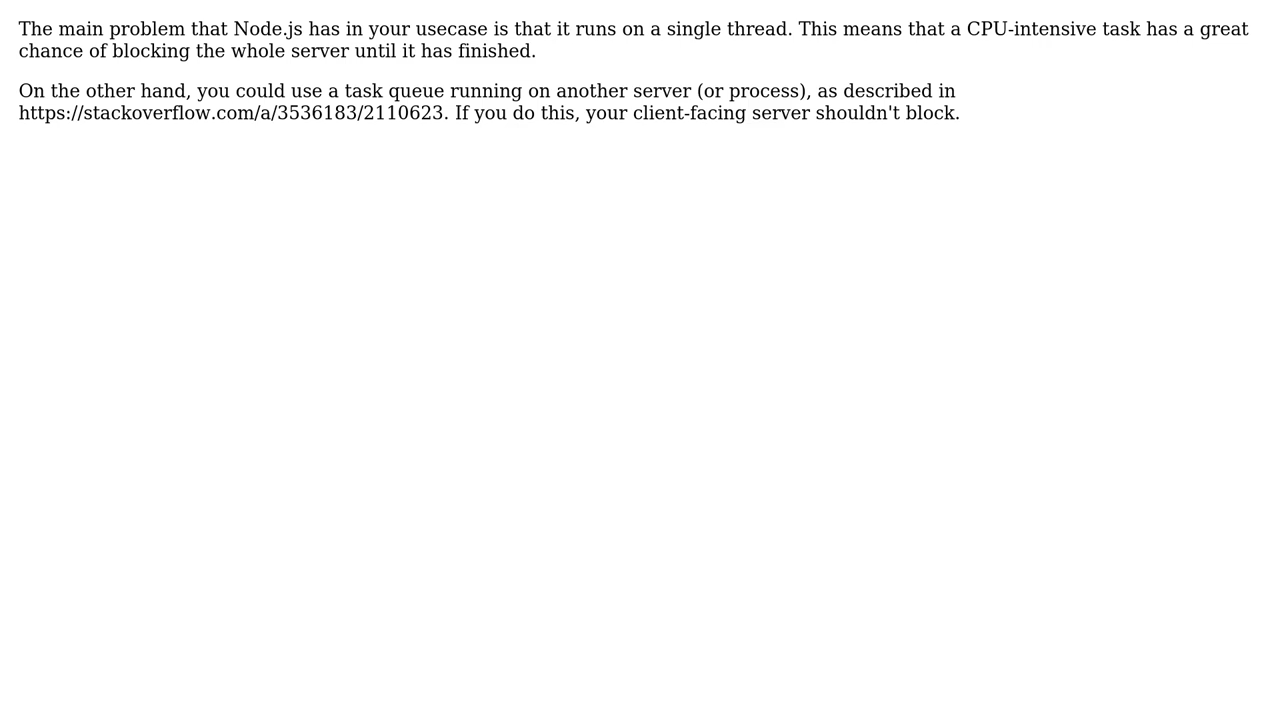 The main problem that Node.js has in your usecase is that it runs on a single thread. This means that a CPU-intensive task has a great
chance of blocking the whole server until it has finished.
On the other hand, you could use a task queue running on another server (or process), as described in
https://stackoverflow.com/a/3536183/2110623. If you do this, your client-facing server shouldn't block.